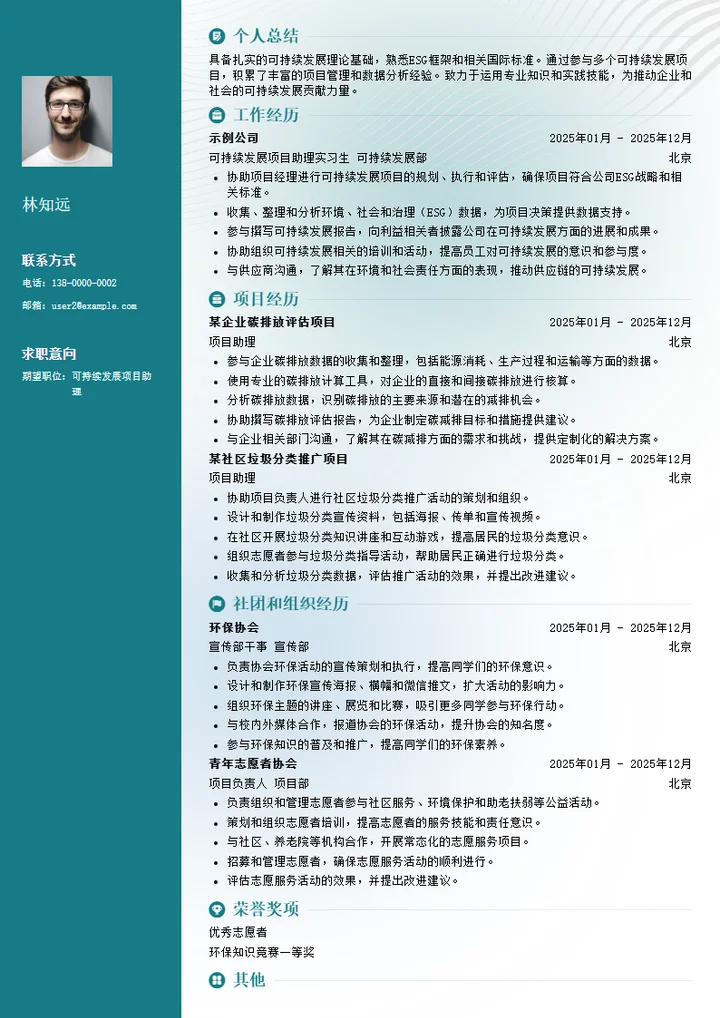 林知远
联系方式
电话：138-0000-0002
邮箱：user2@example.com
求职意向
期望职位：可持续发展项目助
理
个人总结
具备扎实的可持续发展理论基础，熟悉ESG框架和相关国际标准。通过参与多个可持续发展项
目，积累了丰富的项目管理和数据分析经验。致力于运用专业知识和实践技能，为推动企业和
社会的可持续发展贡献力量。
工作经历
示例公司 2025年01月 - 2025年12月
可持续发展项目助理实习生 可持续发展部 北京
• 协助项目经理进行可持续发展项目的规划、执行和评估，确保项目符合公司ESG战略和相
关标准。
• 收集、整理和分析环境、社会和治理（ESG）数据，为项目决策提供数据支持。
• 参与撰写可持续发展报告，向利益相关者披露公司在可持续发展方面的进展和成果。
• 协助组织可持续发展相关的培训和活动，提高员工对可持续发展的意识和参与度。
• 与供应商沟通，了解其在环境和社会责任方面的表现，推动供应链的可持续发展。
项目经历
某企业碳排放评估项目 2025年01月 - 2025年12月
项目助理 北京
• 参与企业碳排放数据的收集和整理，包括能源消耗、生产过程和运输等方面的数据。
• 使用专业的碳排放计算工具，对企业的直接和间接碳排放进行核算。
• 分析碳排放数据，识别碳排放的主要来源和潜在的减排机会。
• 协助撰写碳排放评估报告，为企业制定碳减排目标和措施提供建议。
• 与企业相关部门沟通，了解其在碳减排方面的需求和挑战，提供定制化的解决方案。
某社区垃圾分类推广项目 2025年01月 - 2025年12月
项目助理 北京
• 协助项目负责人进行社区垃圾分类推广活动的策划和组织。
• 设计和制作垃圾分类宣传资料，包括海报、传单和宣传视频。
• 在社区开展垃圾分类知识讲座和互动游戏，提高居民的垃圾分类意识。
• 组织志愿者参与垃圾分类指导活动，帮助居民正确进行垃圾分类。
• 收集和分析垃圾分类数据，评估推广活动的效果，并提出改进建议。
社团和组织经历
环保协会 2025年01月 - 2025年12月
宣传部干事 宣传部 北京
• 负责协会环保活动的宣传策划和执行，提高同学们的环保意识。
• 设计和制作环保宣传海报、横幅和微信推文，扩大活动的影响力。
• 组织环保主题的讲座、展览和比赛，吸引更多同学参与环保行动。
• 与校内外媒体合作，报道协会的环保活动，提升协会的知名度。
• 参与环保知识的普及和推广，提高同学们的环保素养。
青年志愿者协会 2025年01月 - 2025年12月
项目负责人 项目部 北京
• 负责组织和管理志愿者参与社区服务、环境保护和助老扶弱等公益活动。
• 策划和组织志愿者培训，提高志愿者的服务技能和责任意识。
• 与社区、养老院等机构合作，开展常态化的志愿服务项目。
• 招募和管理志愿者，确保志愿服务活动的顺利进行。
• 评估志愿服务活动的效果，并提出改进建议。
荣誉奖项
优秀志愿者
环保知识竞赛一等奖
其他